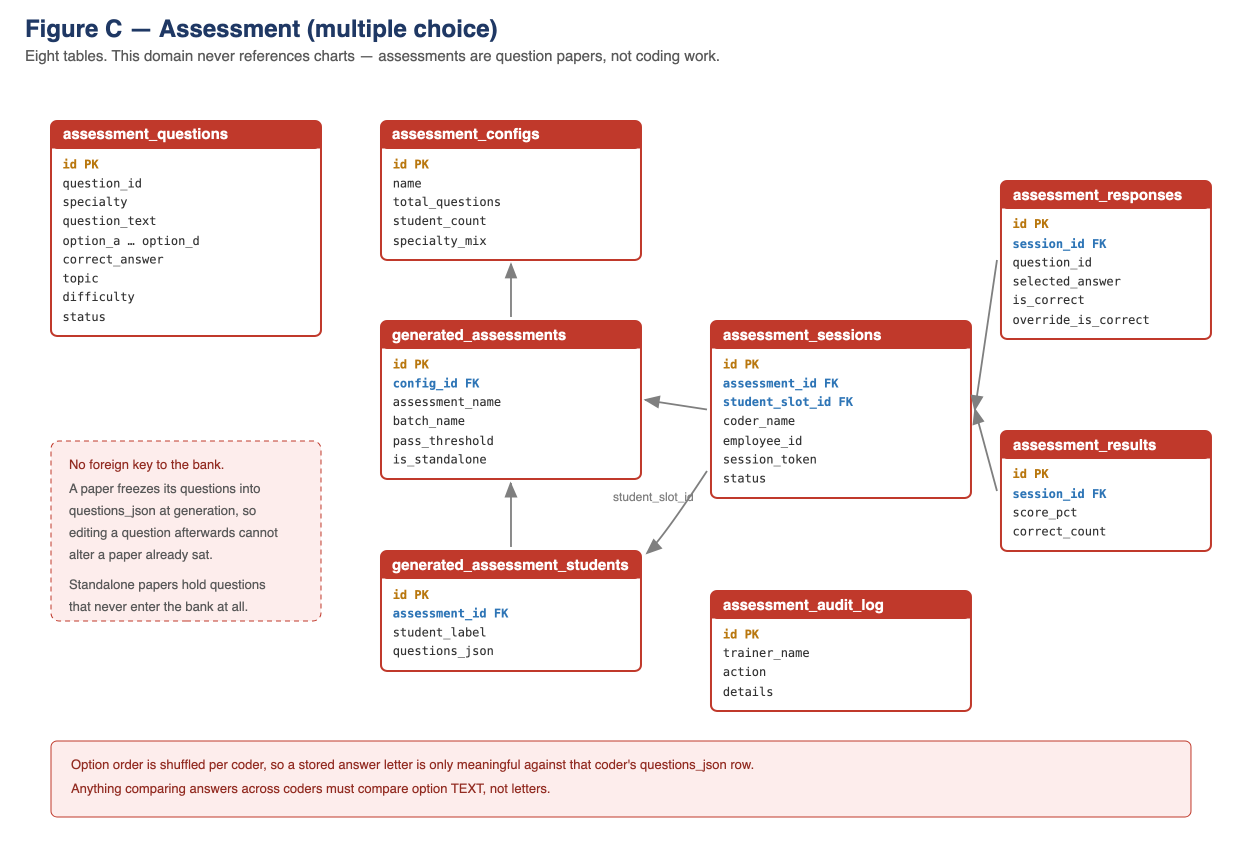 Figure C — Assessment (multiple choice)
Eight tables. This domain never references charts — assessments are question papers, not coding work.
assessment_questions
id PK
question_id
specialty
question_text
option_a … option_d
correct_answer
topic
difficulty
status
assessment_configs
id PK
name
total_questions
student_count
specialty_mix
assessment_responses
id PK
session_id FK
question_id
selected_answer
is_correct
override_is_correct
generated_assessments
id PK
config_id FK
assessment_name
batch_name
pass_threshold
is_standalone
assessment_sessions
id PK
assessment_id FK
student_slot_id FK
coder_name
employee_id
session_token
status
student_slot_id
assessment_results
id PK
session_id FK
score_pct
correct_count
No foreign key to the bank.
A paper freezes its questions into
questions_json at generation, so
editing a question afterwards cannot
alter a paper already sat.
Standalone papers hold questions
that never enter the bank at all.
generated_assessment_students
id PK
assessment_id FK
student_label
questions_json
assessment_audit_log
id PK
trainer_name
action
details
Option order is shuffled per coder, so a stored answer letter is only meaningful against that coder's questions_json row.
Anything comparing answers across coders must compare option TEXT, not letters.